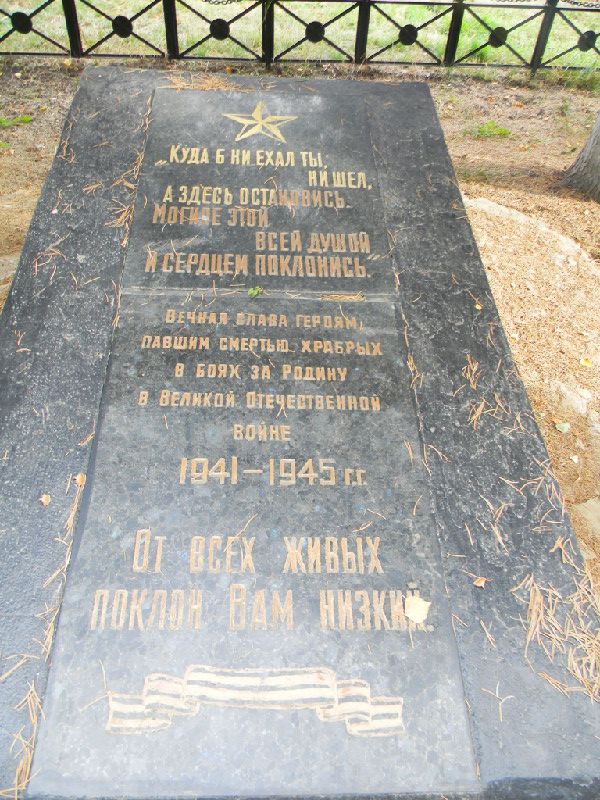 „Куда б ни ехал ты,
ни шел,
а здесь остановись.
Могиле этой
всей душой
и сердцем поклонись."
Вечная слава героям,
павшим смертью храбрых
в боях за Родину
в Великой Отечественной
войне
1941-1945 г.г.
От всех живых
поклон Вам низкий.